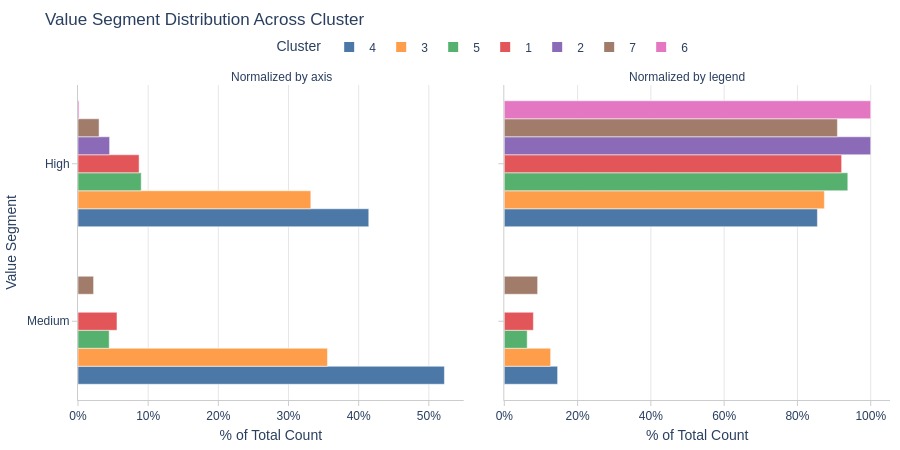 Value Segment Distribution Across Cluster
Cluster 4 3 5 1 2 7 6
Normalized by axis
Normalized by legend
Value Segment
High
Medium
0% 10% 20% 30% 40% 50%
0% 20% 40% 60% 80% 100%
% of Total Count
% of Total Count